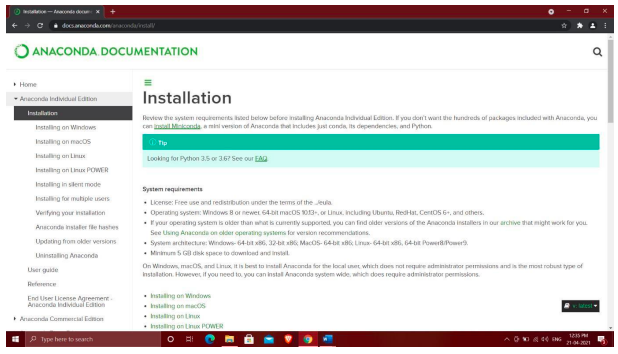 Installation — Anaconda docum
docs.anaconda.com/anaconda/install/
ANACONDA DOCUMENTATION
Home
Anaconda Individual Edition
Installation
Installing on Windows
Installing on macOS
Installing on Linux
Installing on Linux POWER
Installing in silent mode
Installing for multiple users
Verifying your installation
Anaconda installer file hashes
Updating from older versions
Uninstalling Anaconda
User guide
Reference
End User License Agreement -
Anaconda Individual Edition
Anaconda Commercial Edition
Installation
Review the system requirements listed below before installing Anaconda Individual Edition. If you don't want the hundreds of packages included with Anaconda, you
can install Miniconda, a mini version of Anaconda that includes just conda, its dependencies, and Python.
Tip
Looking for Python 3.5 or 3.6? See our FAQ.
System requirements
• License: Free use and redistribution under the terms of the ../eula.
• Operating system: Windows 8 or newer, 64-bit macOS 10.13+, or Linux, including Ubuntu, RedHat, CentOS 6+, and others.
• If your operating system is older than what is currently supported, you can find older versions of the Anaconda installers in our archive that might work for you.
See Using Anaconda on older operating systems for version recommendations.
• System architecture: Windows- 64-bit x86, 32-bit x86; MacOS- 64-bit x86; Linux- 64-bit x86, 64-bit Power8/Power9.
• Minimum 5 GB disk space to download and install.
On Windows, macOS, and Linux, it is best to install Anaconda for the local user, which does not require administrator permissions and is the most robust type of
installation. However, if you need to, you can install Anaconda system wide, which does require administrator permissions.
• Installing on Windows
• Installing on macOS
• Installing on Linux
• Installing on Linux POWER
v: latest
Type here to search
ENG
12:35 PM
21-04-2021